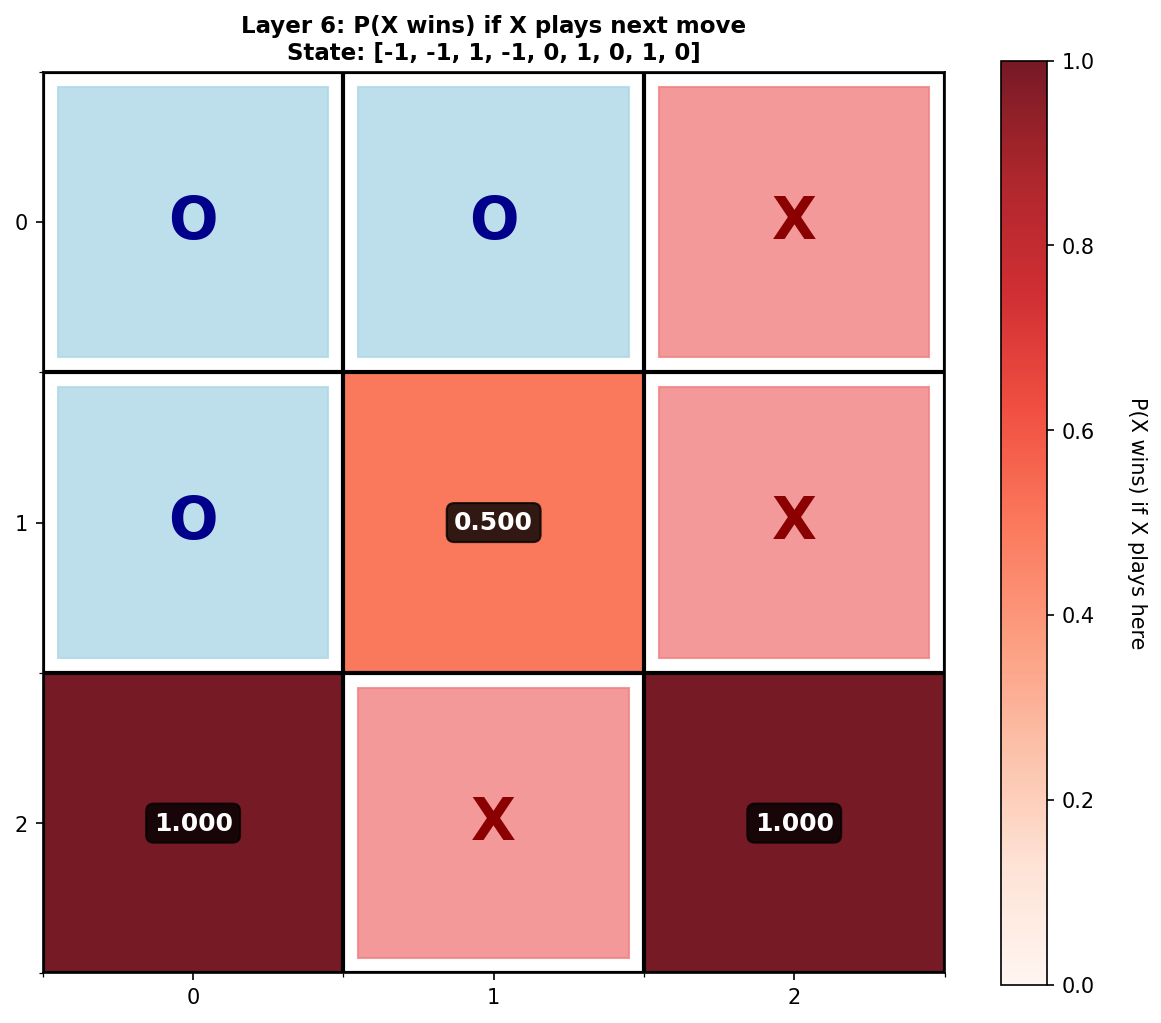 Layer 6: P(X wins) if X plays next move
State: [-1, -1, 1, -1, 0, 1, 0, 1, 0]
1.0
0
O
O
X
0.8
0.6
P(X wins) if X plays here
1
O
0.500
X
0.4
0.2
2
1.000
X
1.000
0.0
0
1
2